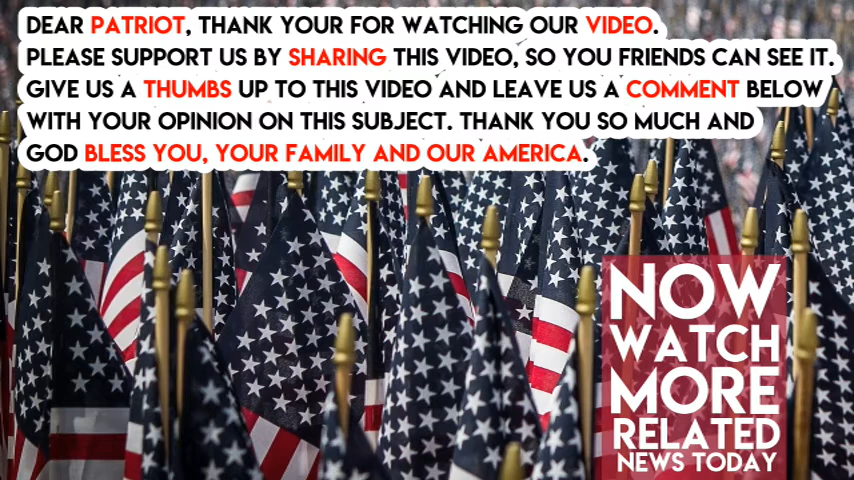 DEAR PATRIOT, THANK YOUR FOR WATCHING OUR VIDEO.
PLEASE SUPPORT US BY SHARING THIS VIDEO, SO YOU FRIENDS CAN SEE IT.
GIVE US A THUMBS UP TO THIS VIDEO AND LEAVE US A COMMENT BELOW
WITH YOUR OPINION ON THIS SUBJECT. THANK YOU SO MUCH AND
GOD BLESS YOU, YOUR FAMILY AND OUR AMERICA.
NOW
WATCH
MORE
RELATED
NEWS TODAY